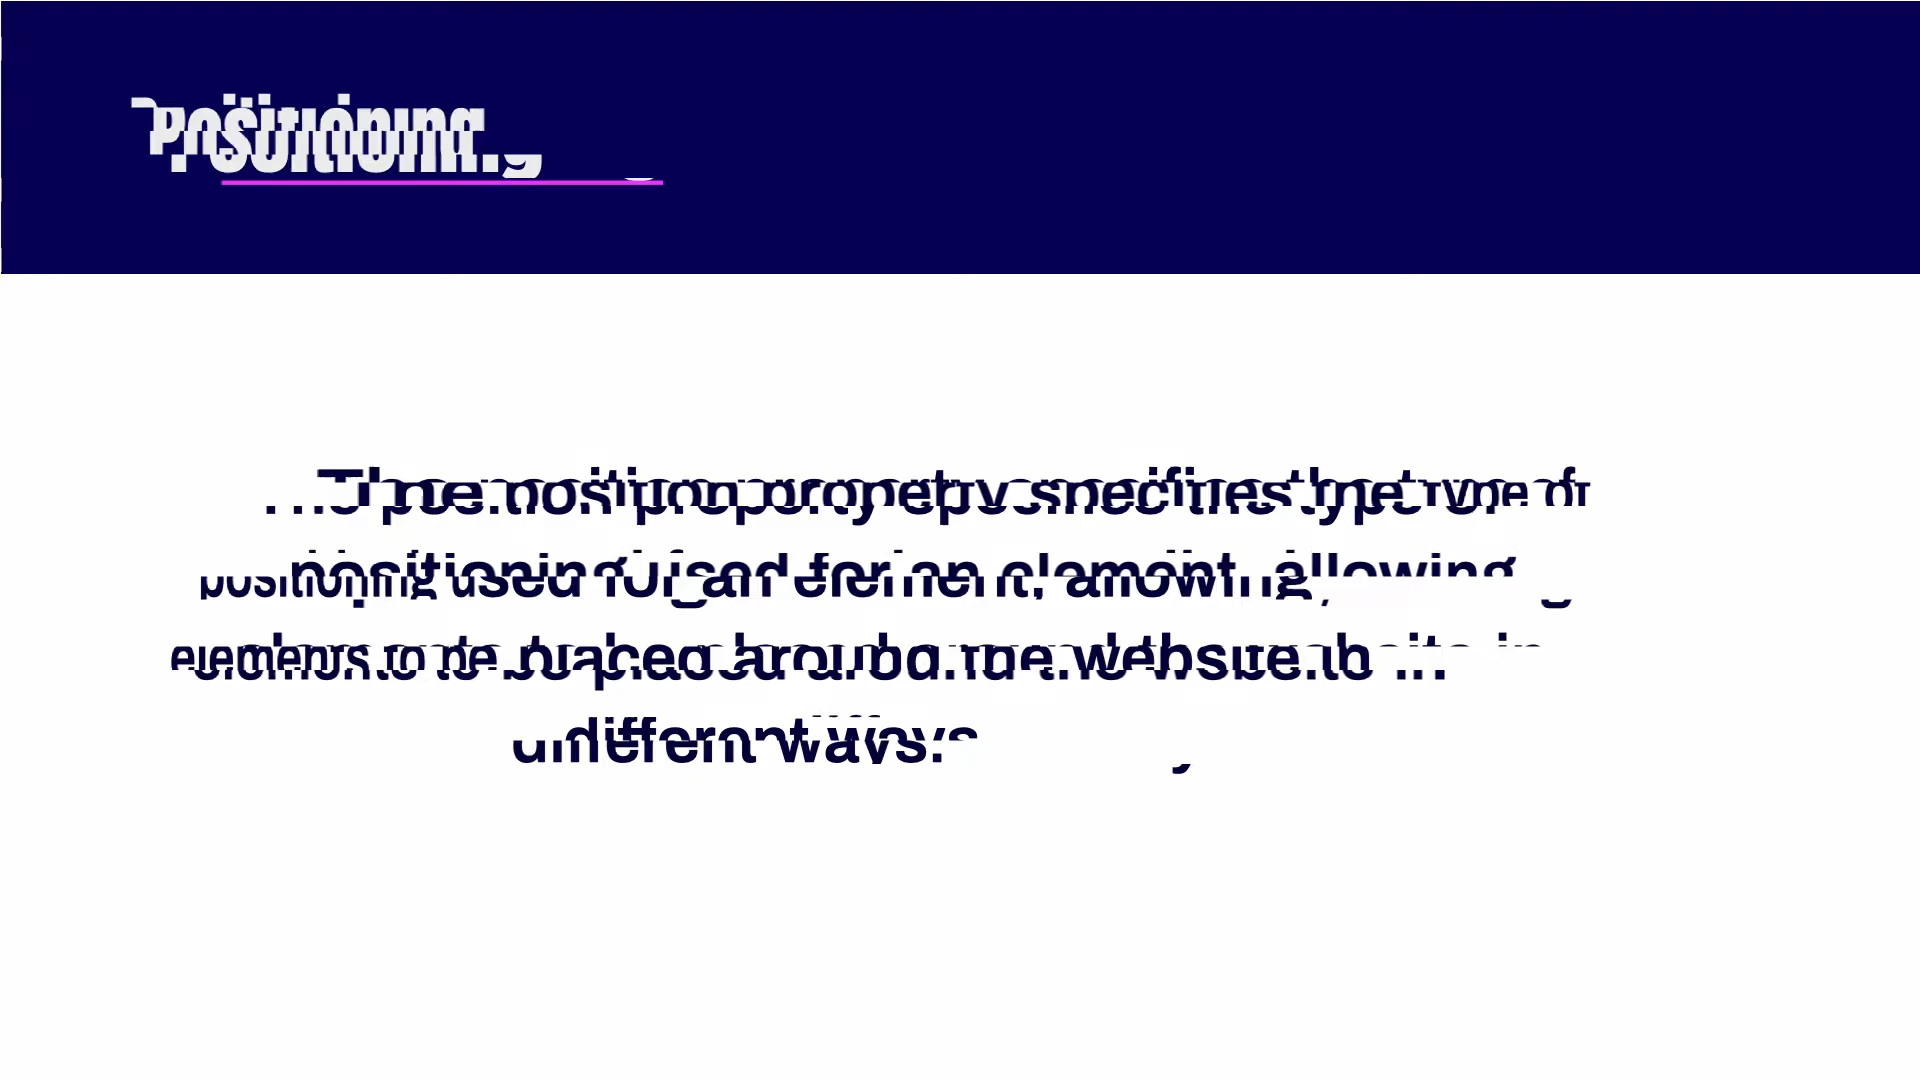 Positioning
The position property specifies the type of
positioning used for an element, allowing
elements to be placed around the website in
different ways.